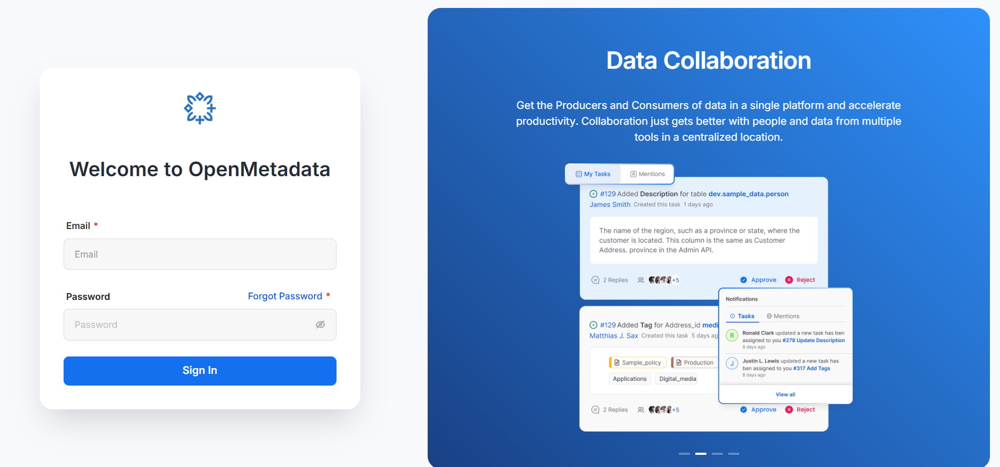 Welcome to OpenMetadata
Email *
Email
Password
Forgot Password *
Password
Sign In
Data Collaboration
Get the Producers and Consumers of data in a single platform and accelerate
productivity. Collaboration just gets better with people and data from multiple
tools in a centralized location.
My Tasks
Mentions
#129 Added Description for table dev.sample_data.person
James Smith Created this task 1 days ago
The name of the region, such as a province or state, where the
customer is located. This column is the same as Customer
Address. province in the Admin API.
2 Replies
+5
Approve
Reject
#129 Added Tag for Address_id medi
Matthias J. Sax Created this task 5 days ag
Sample_policy
Production
Applications
Digital_media
2 Replies
+5
Approve
Reject
Notifications
Tasks
@ Mentions
R
Ronald Clark updated a new task has ben
assigned to you #278 Update Description
8 days ago
J
Justin L. Lewis updated a new task has
ben assigned to you #317 Add Tags
8 days ago
View all